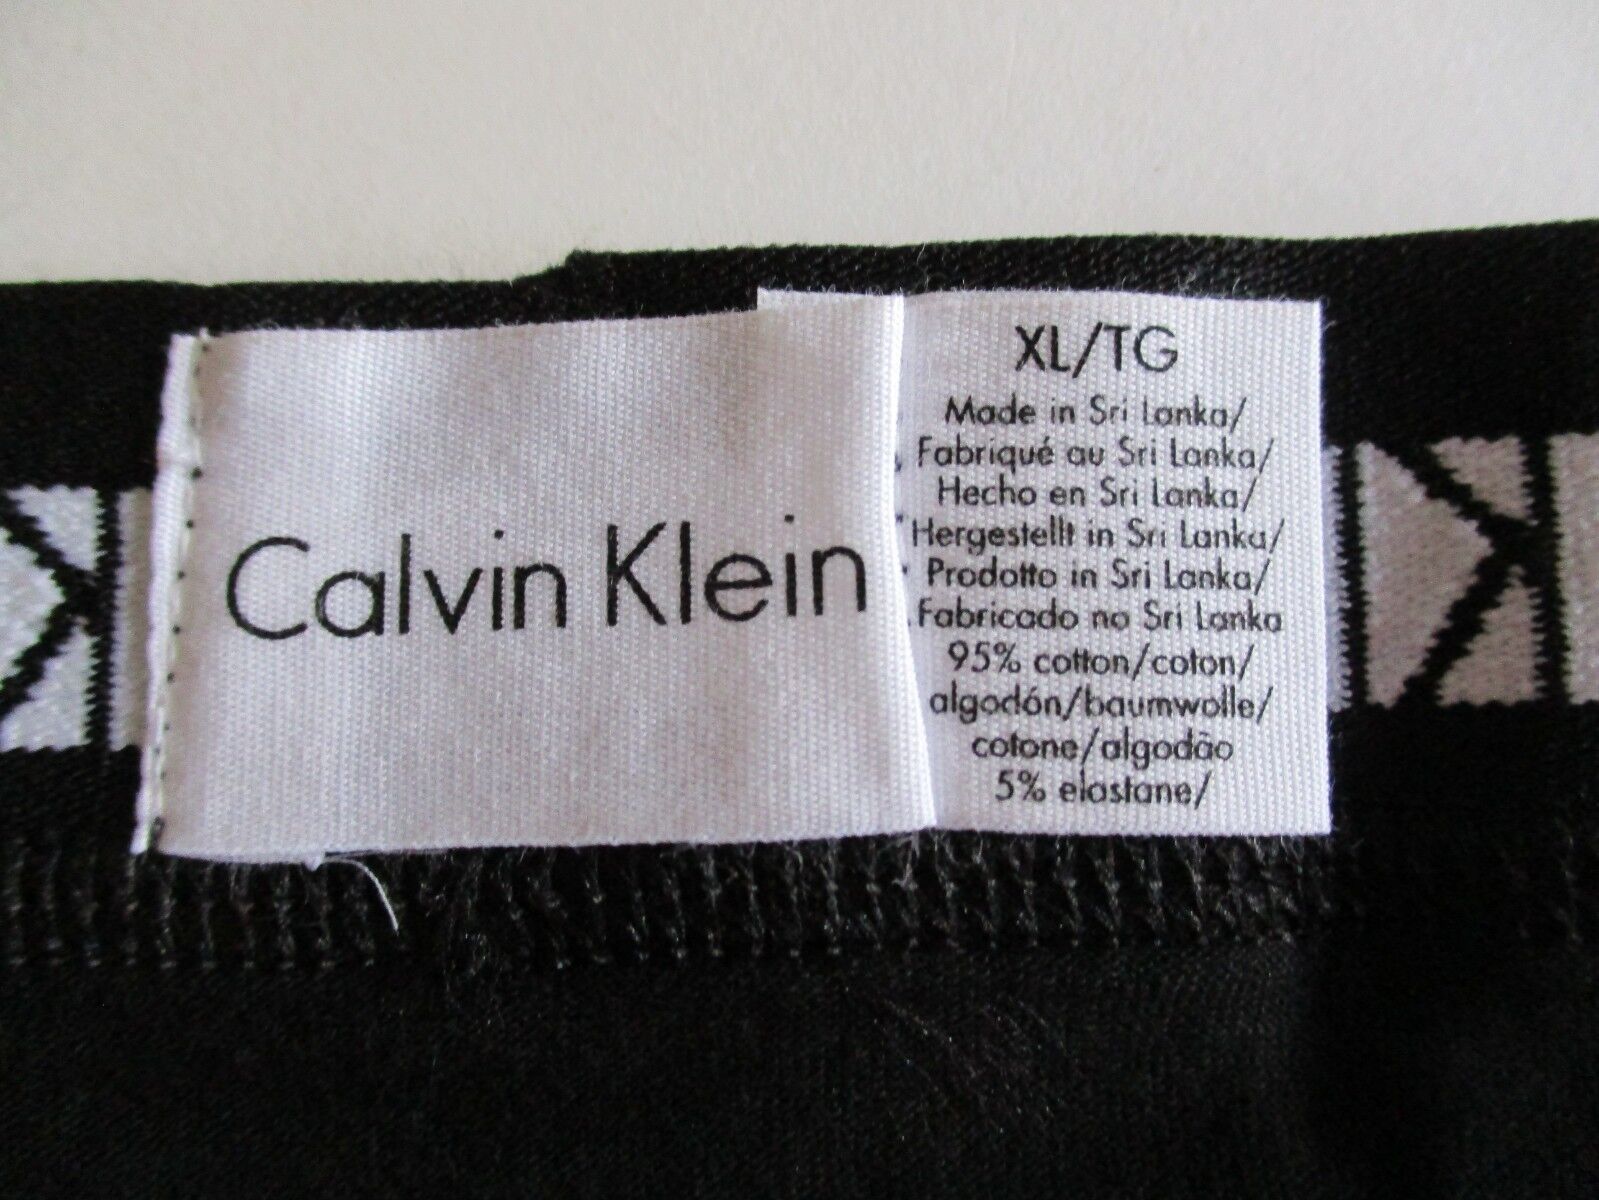 Calvin Klein
XL/TG
Made in Sri Lanka/
Fabriqué au Sri Lanka/
Hecho en Sri Lanka/
Hergestellt in Sri Lanka/
Prodotto in Sri Lanka/
Fabricado no Sri Lanka
95% cotton/coton/
algodón/baumwolle/
cotone/algodão
5% elastane/